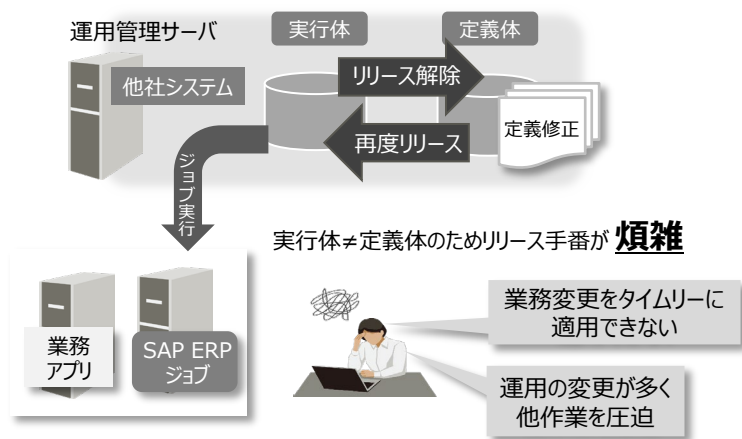 運用管理サーバ
実行体
定義体
他社システム
リリース解除
再度リリース
定義修正
ジョブ実行
実行体≠定義体のためリリース手番が 煩雑
業務
アプリ
SAP ERP
ジョブ
業務変更をタイムリーに
適用できない
運用の変更が多く
他作業を圧迫